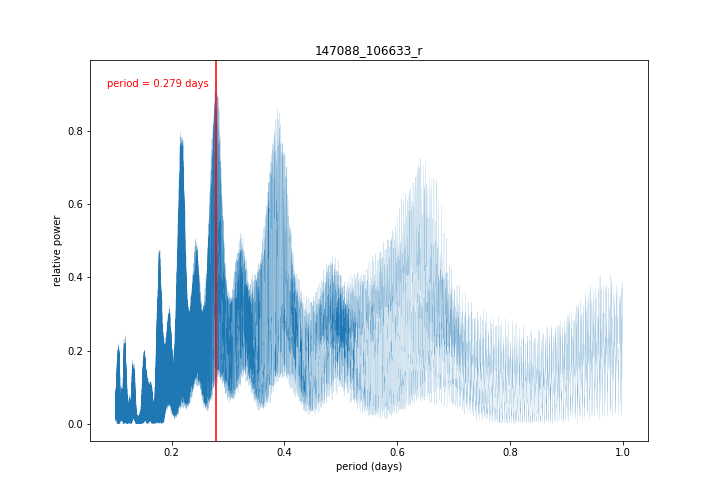 147088_106633_r
period = 0.279 days
relative power
0.8
0.6
0.4
0.2
0.0
0.2 0.4 0.6 0.8 1.0
period (days)